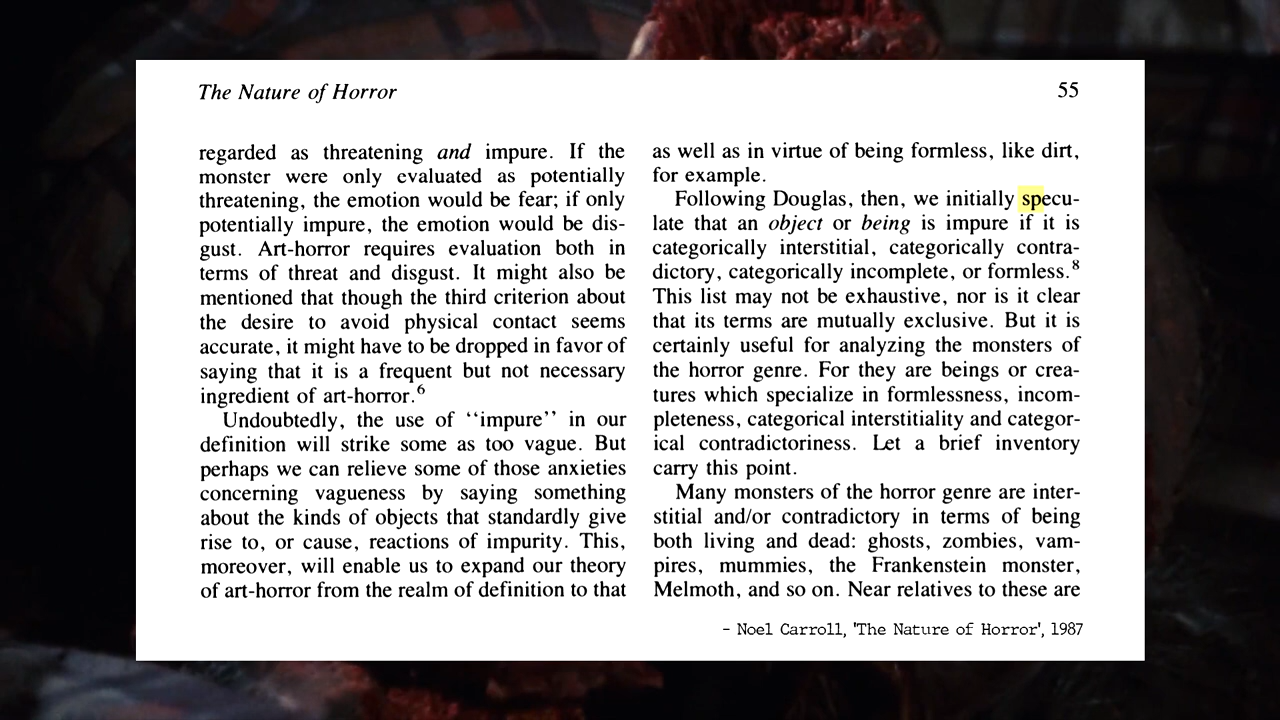 The Nature of Horror
55
regarded as threatening and impure. If the
monster were only evaluated as potentially
threatening, the emotion would be fear; if only
potentially impure, the emotion would be dis-
gust. Art-horror requires evaluation both in
terms of threat and disgust. It might also be
mentioned that though the third criterion about
the desire to avoid physical contact seems
accurate, it might have to be dropped in favor of
saying that it is a frequent but not necessary
ingredient of art-horror.⁶
Undoubtedly, the use of ‘‘impure’’ in our
definition will strike some as too vague. But
perhaps we can relieve some of those anxieties
concerning vagueness by saying something
about the kinds of objects that standardly give
rise to, or cause, reactions of impurity. This,
moreover, will enable us to expand our theory
of art-horror from the realm of definition to that
as well as in virtue of being formless, like dirt,
for example.
Following Douglas, then, we initially specu-
late that an object or being is impure if it is
categorically interstitial, categorically contra-
dictory, categorically incomplete, or formless.⁸
This list may not be exhaustive, nor is it clear
that its terms are mutually exclusive. But it is
certainly useful for analyzing the monsters of
the horror genre. For they are beings or crea-
tures which specialize in formlessness, incom-
pleteness, categorical interstitiality and categor-
ical contradictoriness. Let a brief inventory
carry this point.
Many monsters of the horror genre are inter-
stitial and/or contradictory in terms of being
both living and dead: ghosts, zombies, vam-
pires, mummies, the Frankenstein monster,
Melmoth, and so on. Near relatives to these are
- Noel Carroll, 'The Nature of Horror', 1987